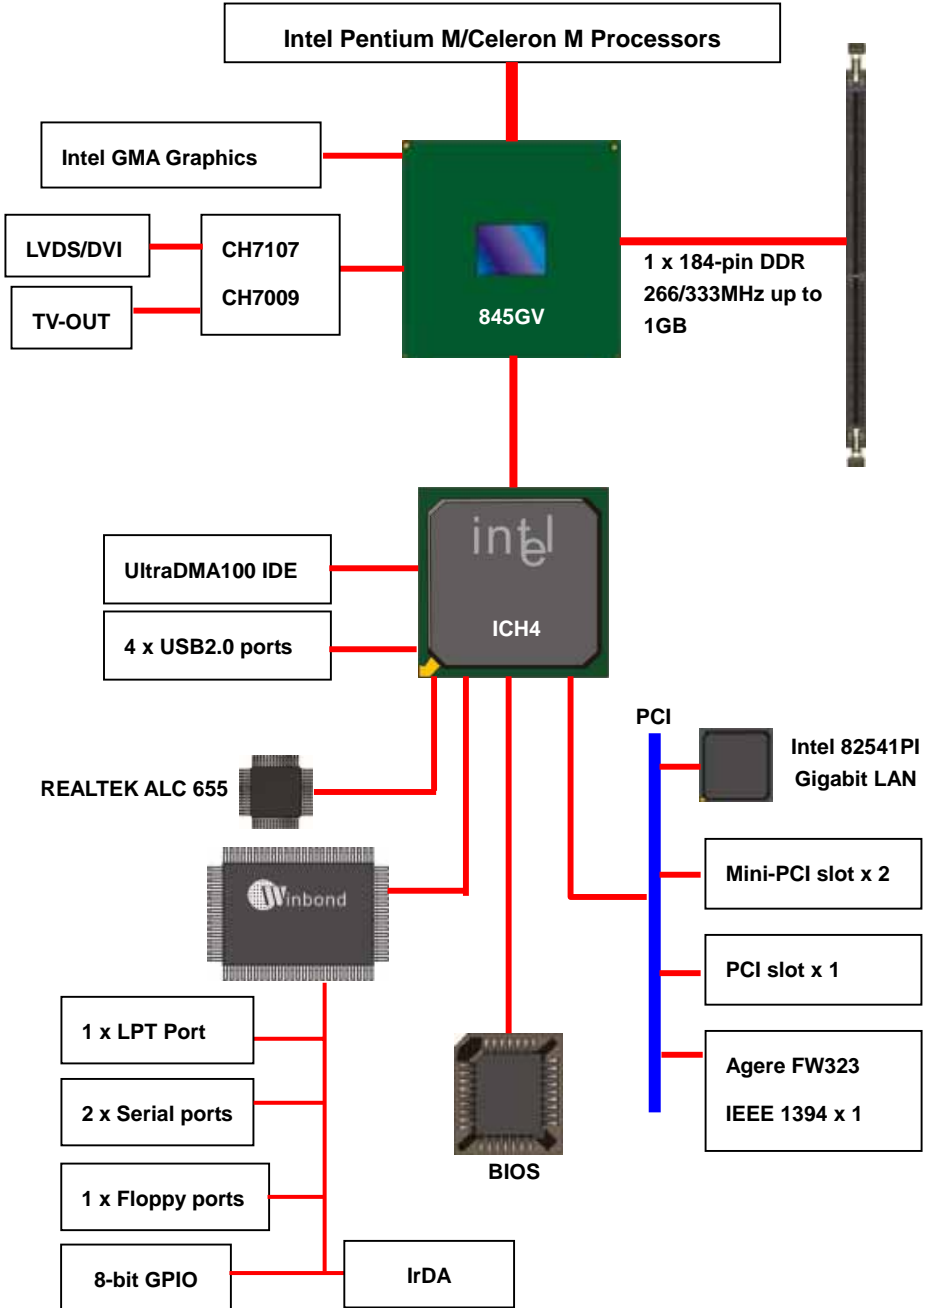 Intel Pentium M/Celeron M Processors
Intel GMA Graphics
LVDS/DVI
TV-OUT
CH7107
CH7009
845GV
1 x 184-pin DDR
266/333MHz up to
1GB
intel
ICH4
UltraDMA100 IDE
4 x USB2.0 ports
PCI
Intel 82541PI
Gigabit LAN
REALTEK ALC 655
Winbond
Mini-PCI slot x 2
PCI slot x 1
Agere FW323
IEEE 1394 x 1
1 x LPT Port
2 x Serial ports
1 x Floppy ports
8-bit GPIO
IrDA
BIOS